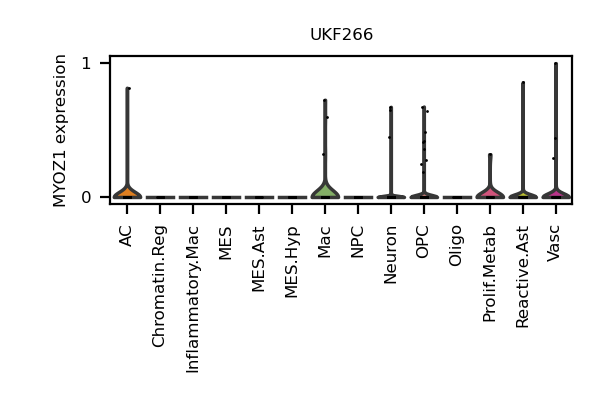 UKF266
MYOZ1 expression
1
0
AC
Chromatin.Reg
Inflammatory.Mac
MES
MES.Ast
MES.Hyp
Mac
NPC
Neuron
OPC
Oligo
Prolif.Metab
Reactive.Ast
Vasc